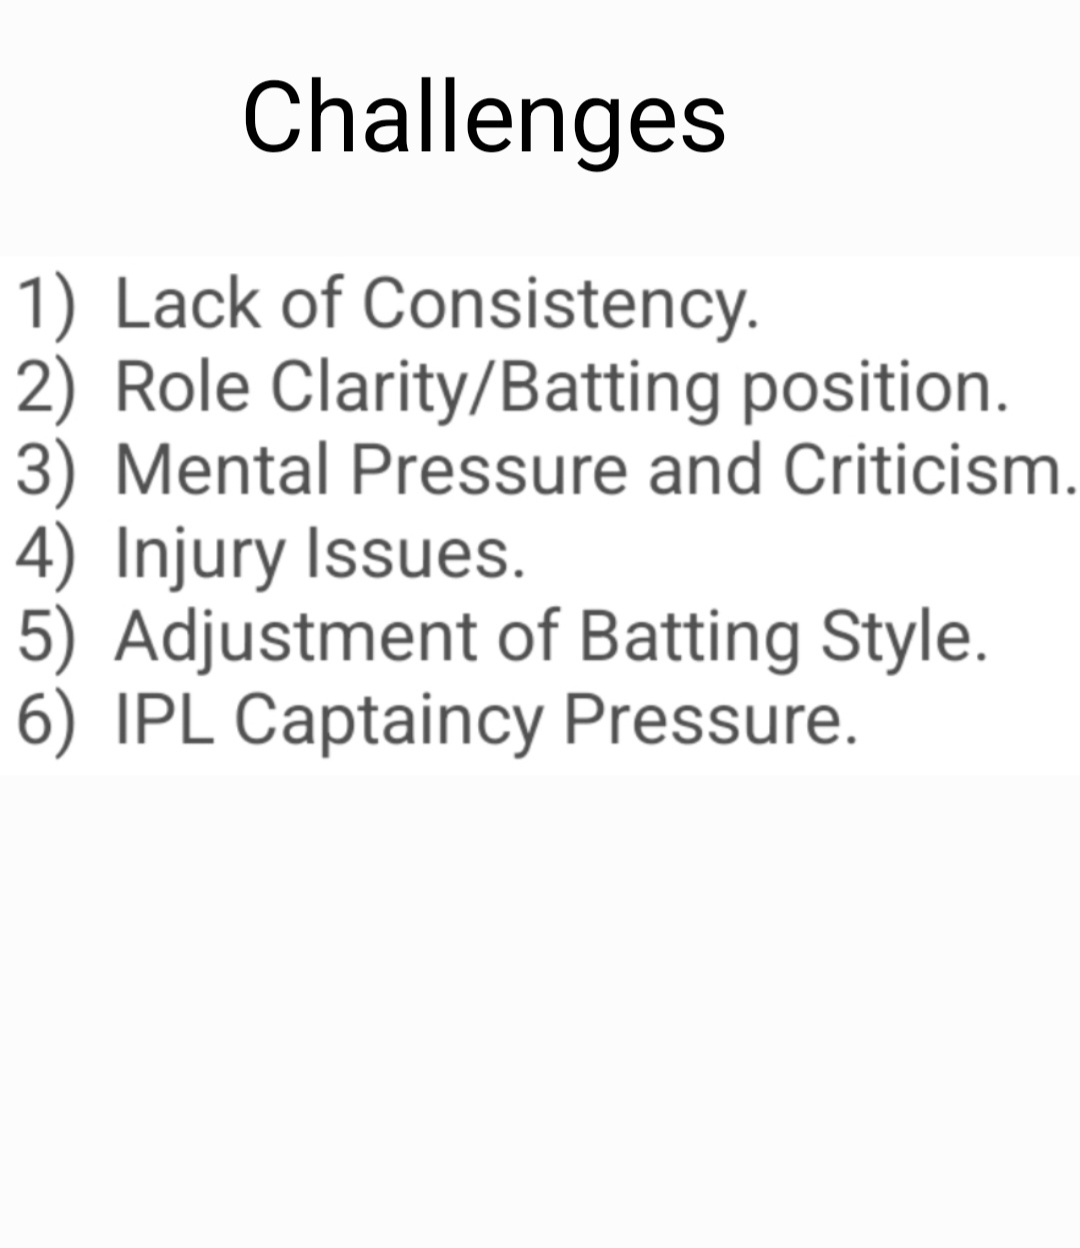 Challenges
1) Lack of Consistency.
2) Role Clarity/Batting position.
3) Mental Pressure and Criticism.
4) Injury Issues.
5) Adjustment of Batting Style.
6) IPL Captaincy Pressure.